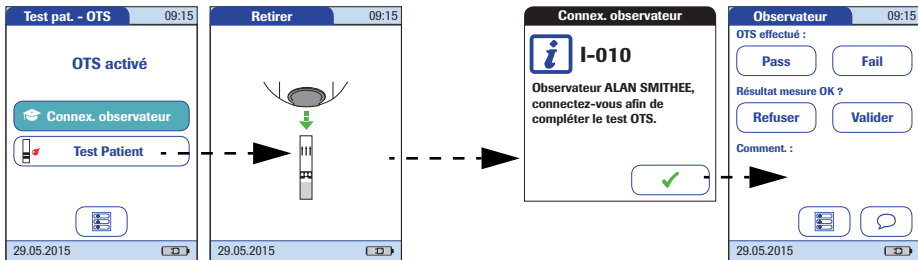 Test pat. - OTS 09:15
OTS activé
Connex. observateur
Test Patient
29.05.2015
Retirer 09:15
29.05.2015
Connex. observateur
I-010
Observateur ALAN SMITHEE,
connectez-vous afin de
compléter le test OTS.
Observateur 09:15
OTS effectué :
Pass Fail
Résultat mesure OK ?
Refuser Valider
Comment. :
29.05.2015